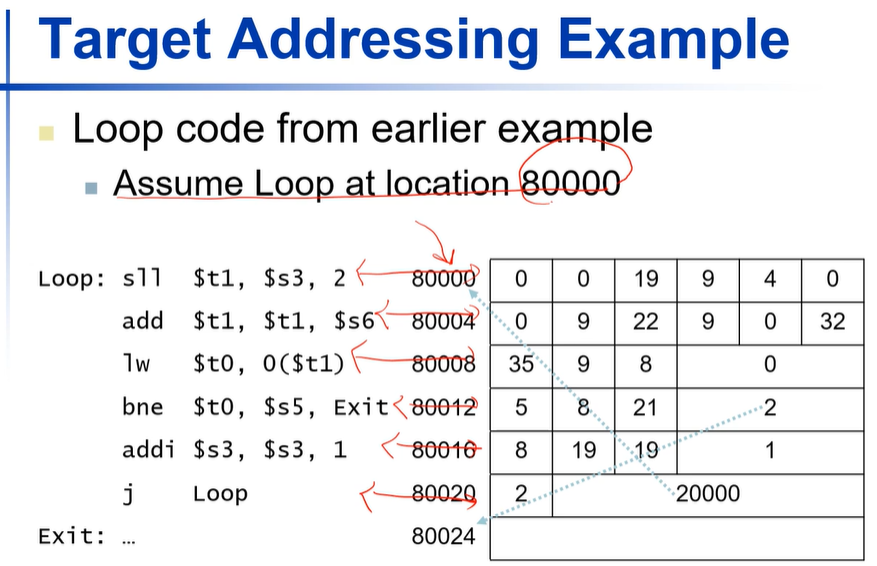 Target Addressing Example
Loop code from earlier example
Assume Loop at location 80000
Loop: sll $t1, $s3, 2 80000 0 0 19 9 4 0
add $t1, $t1, $s6 80004 0 9 22 9 0 32
lw $t0, 0($t1) 80008 35 9 8 0
bne $t0, $s5, Exit 80012 5 8 21 2
addi $s3, $s3, 1 80016 8 19 19 1
j Loop 80020 2 20000
Exit: … 80024